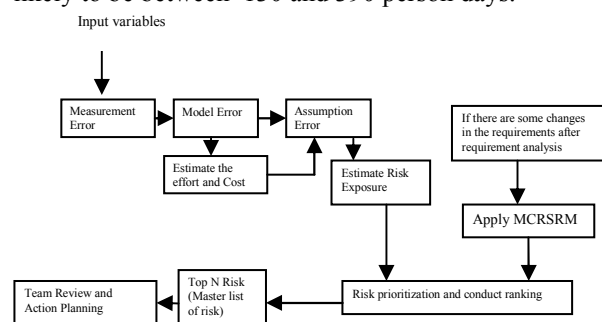 likely to be between 450 and 590 person days.
Input variables
Measurement
Error
Model Error
Assumption
Error
If there are some changes
in the requirements after
requirement analysis
Estimate the
effort and Cost
Estimate Risk
Exposure
Apply MCRSRM
Team Review and
Action Planning
Top N Risk
(Master list
of risk)
Risk prioritization and conduct ranking